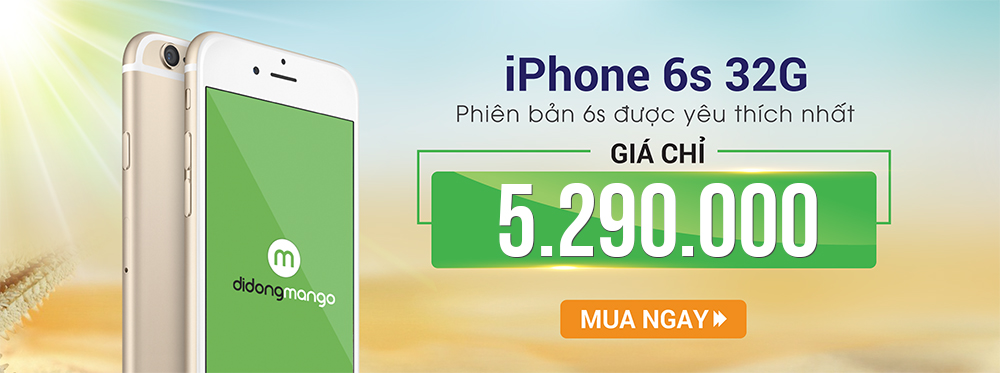 iPhone 6s 32G
Phiên bản 6s được yêu thích nhất
GIÁ CHỈ
5.290.000
MUA NGAY
m
didongmango